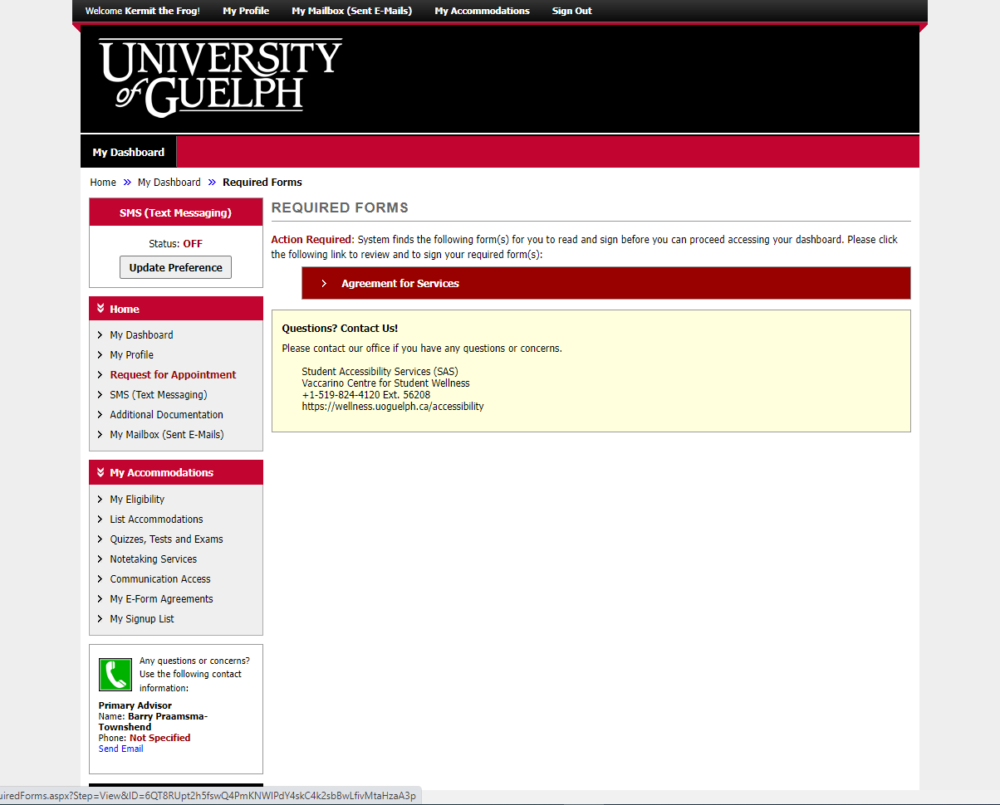 Welcome Kermit the Frog! My Profile My Mailbox (Sent E-Mails) My Accommodations Sign Out
UNIVERSITY
of GUELPH
My Dashboard
Home » My Dashboard » Required Forms
SMS (Text Messaging)
Status: OFF
Update Preference
Home
My Dashboard
My Profile
Request for Appointment
SMS (Text Messaging)
Additional Documentation
My Mailbox (Sent E-Mails)
My Accommodations
My Eligibility
List Accommodations
Quizzes, Tests and Exams
Notetaking Services
Communication Access
My E-Form Agreements
My Signup List
Any questions or concerns?
Use the following contact
information:
Primary Advisor
Name: Barry Praamsma-
Townshend
Phone: Not Specified
Send Email
REQUIRED FORMS
Action Required: System finds the following form(s) for you to read and sign before you can proceed accessing your dashboard. Please click
the following link to review and to sign your required form(s):
Agreement for Services
Questions? Contact Us!
Please contact our office if you have any questions or concerns.
Student Accessibility Services (SAS)
Vaccarino Centre for Student Wellness
+1-519-824-4120 Ext. 56208
https://wellness.uoguelph.ca/accessibility
uiredForms.aspx?Step=View&ID=6QT8RUpt2h5fswQ4PmKNWIPdY4skC4k2sbBwLfivMtaHzaA3p